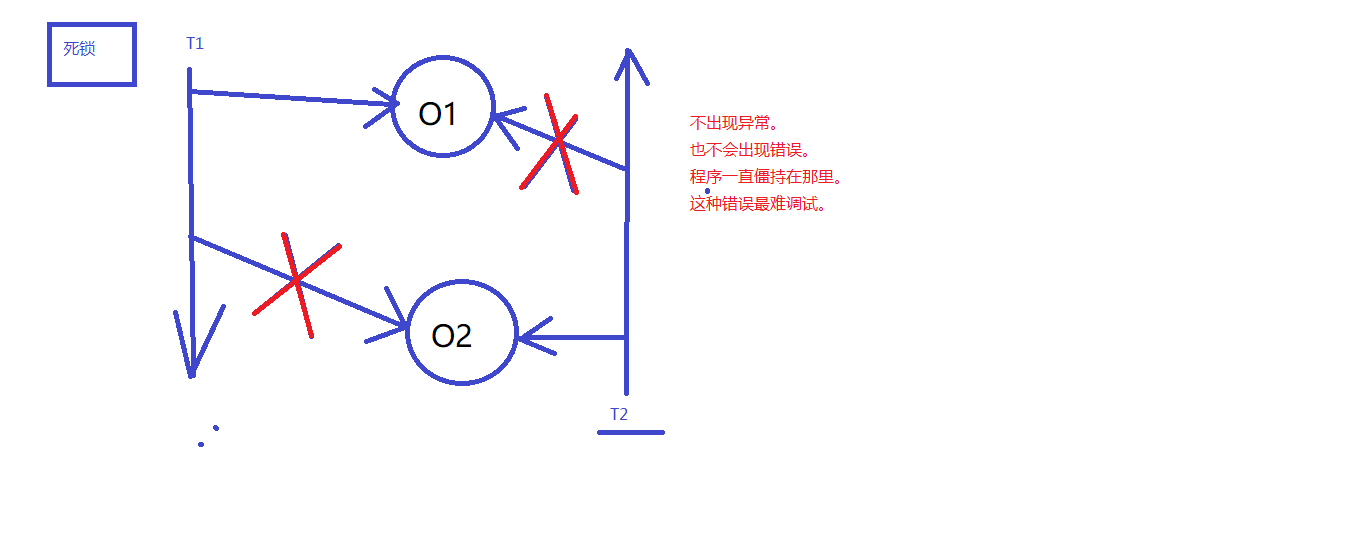 死锁
T1
O1
不出现异常。
也不会出现错误。
程序一直僵持在那里。
这种错误最难调试。
O2
T2